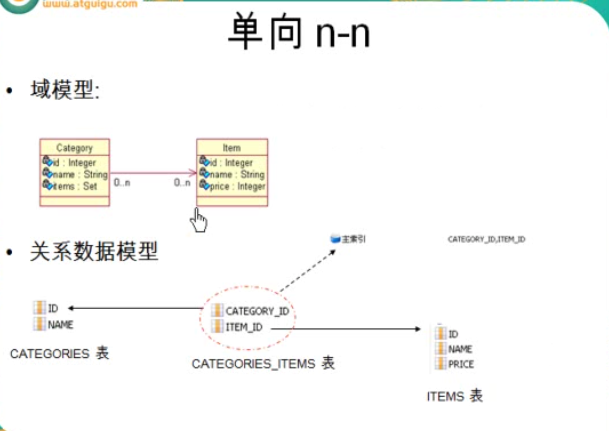 www.atguigu.com
单向 n-n
• 域模型:
Category
id : Integer
name : String
items : Set
0..n
0..n
Item
id : Integer
name : String
price : Integer
• 关系数据模型
主索引
CATEGORY_ID,ITEM_ID
ID
NAME
CATEGORIES 表
CATEGORY_ID
ITEM_ID
CATEGORIES_ITEMS 表
ID
NAME
PRICE
ITEMS 表